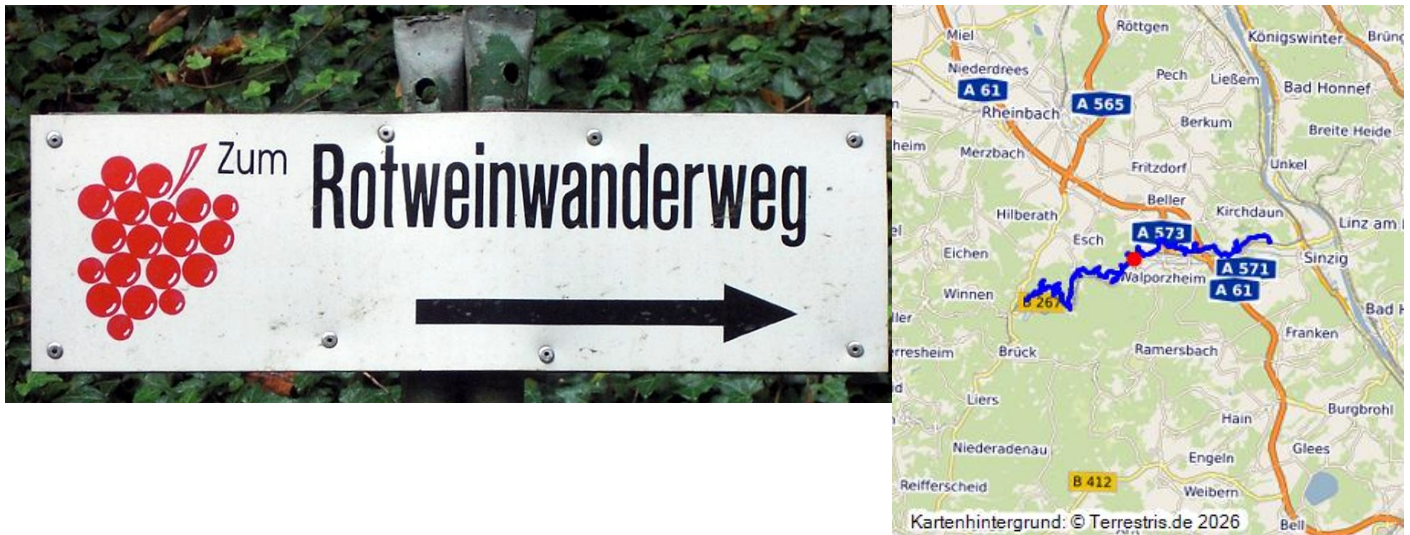 Zum
Rotweinwanderweg
Miel
Röttgen
Königswinter
Niederdrees
Pech
Ließem
Bad Honnef
A 61
A 565
Rheinbach
Berkum
Breite Heide
heim
Merzbach
Fritzdorf
Unkel
Beller
Hilberath
Kirchdaun
Linz am
A 573
Esch
Eichen
Sinzig
A 571
Walporzheim
A 61
Winnen
B 267
Bad H
Franken
rresheim
Brück
Ramersbach
Liers
Burgbrohl
Hain
Niederadenau
Glees
Engeln
Reifferscheid
B 412
Weibern
Bell
Kartenhintergrund: © Terrestris.de 2026